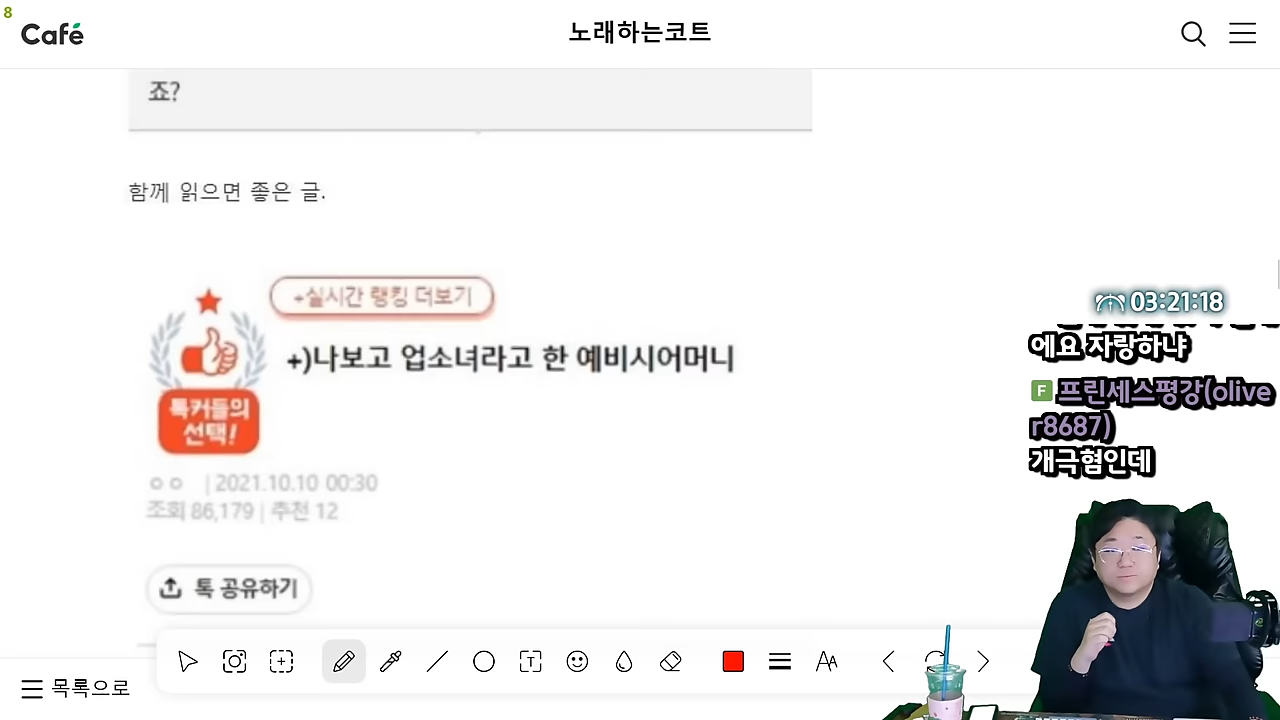 8
Café
노래하는코트
죠?
함께 읽으면 좋은 글.
+실시간 랭킹 더보기
+)나보고 업소녀라고 한 예비시어머니
톡커들의
선택!
ㅇㅇ | 2021.10.10 00:30
조회 86,179 | 추천 12
톡 공유하기
03:21:18
에요 자랑하냐
F 프린세스평강(olive
r8687)
개극혐인데
T
AA
목록으로